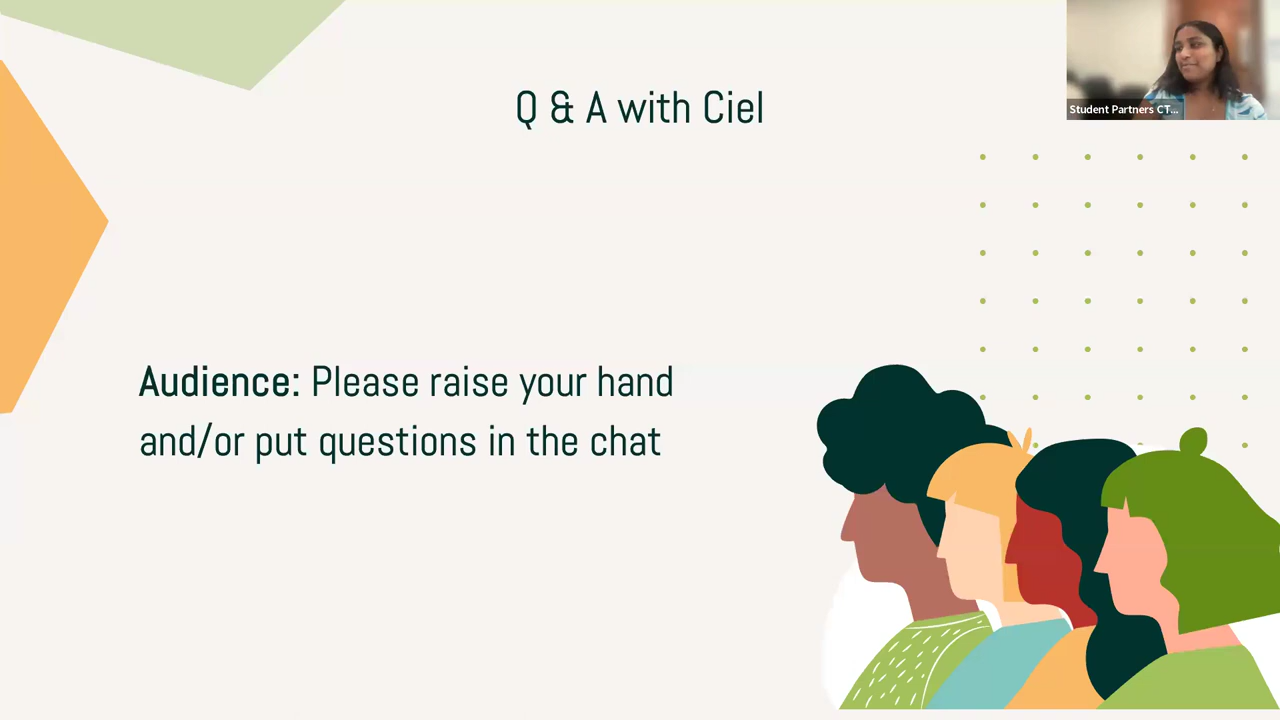 Q & A with Ciel
Student Partners CT...
Audience: Please raise your hand
and/or put questions in the chat